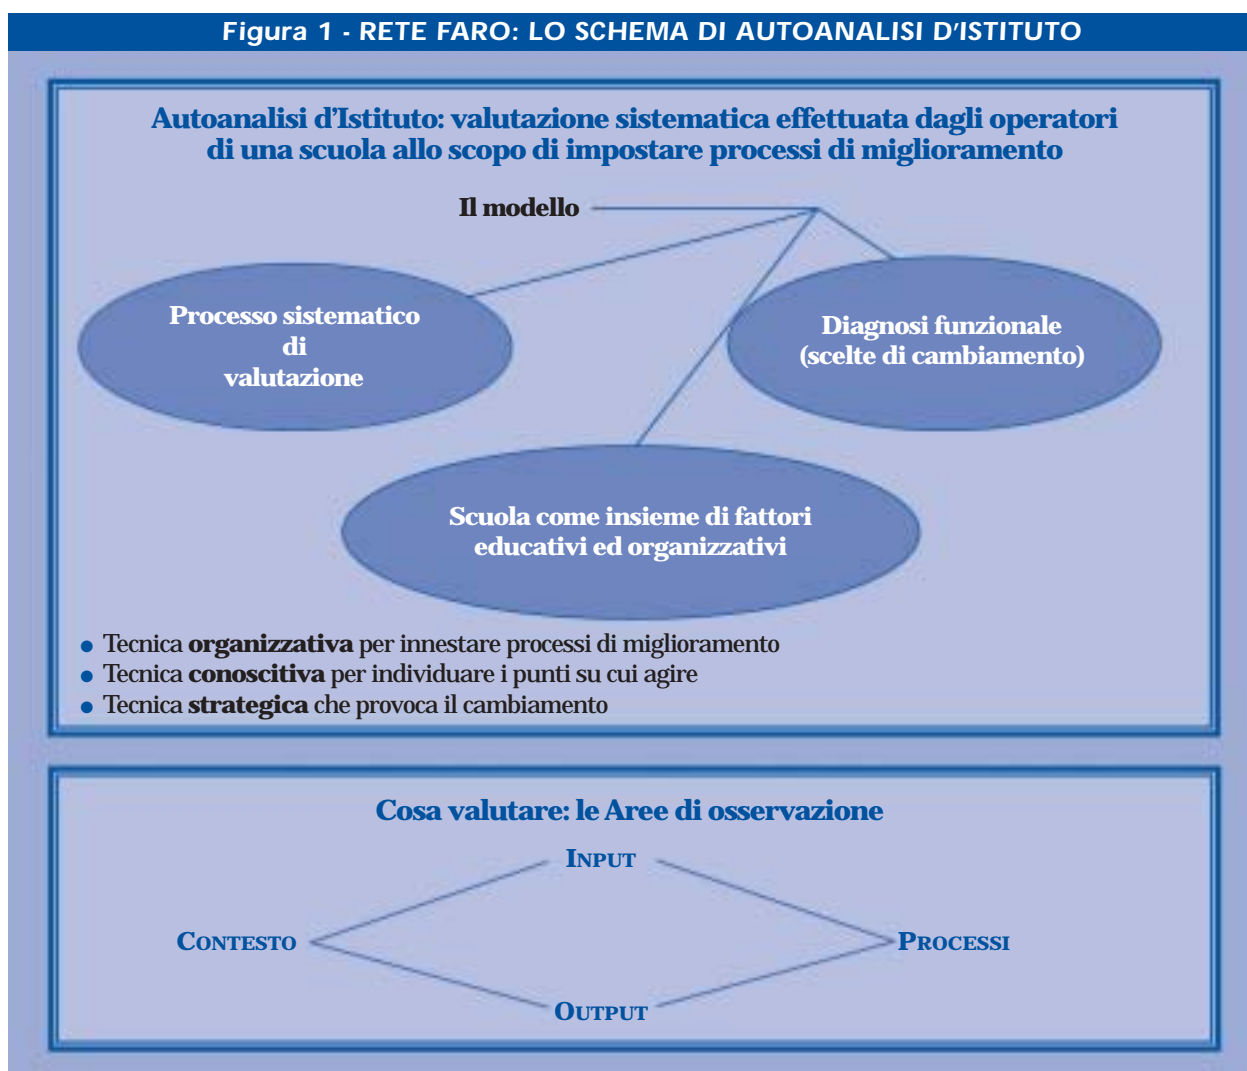 Figura 1 - RETE FARO: LO SCHEMA DI AUTOANALISI D'ISTITUTO
Autoanalisi d'Istituto: valutazione sistematica effettuata dagli operatori
di una scuola allo scopo di impostare processi di miglioramento
Il modello
Processo sistematico
di
valutazione
Diagnosi funzionale
(scelte di cambiamento)
Scuola come insieme di fattori
educativi ed organizzativi
• Tecnica organizzativa per innestare processi di miglioramento
• Tecnica conoscitiva per individuare i punti su cui agire
• Tecnica strategica che provoca il cambiamento
Cosa valutare: le Aree di osservazione
INPUT
CONTESTO
PROCESSI
OUTPUT